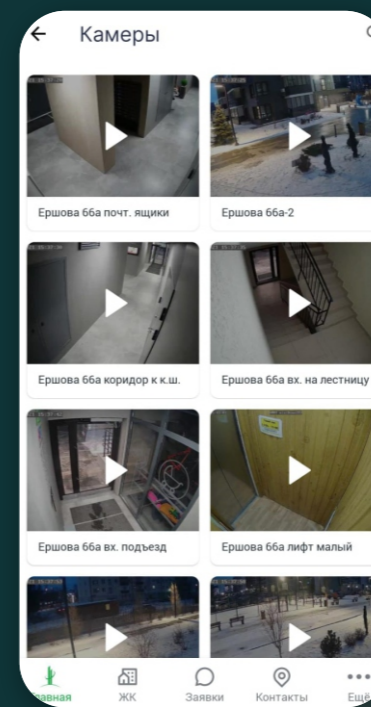 Камеры
Ершова 66а почт. ящики
Ершова 66а-2
Ершова 66а коридор к к.ш.
Ершова 66а вх. на лестницу
Ершова 66а вх. подъезд
Ершова 66а лифт малый
главная
ЖК
Заявки
Контакты
Ещё